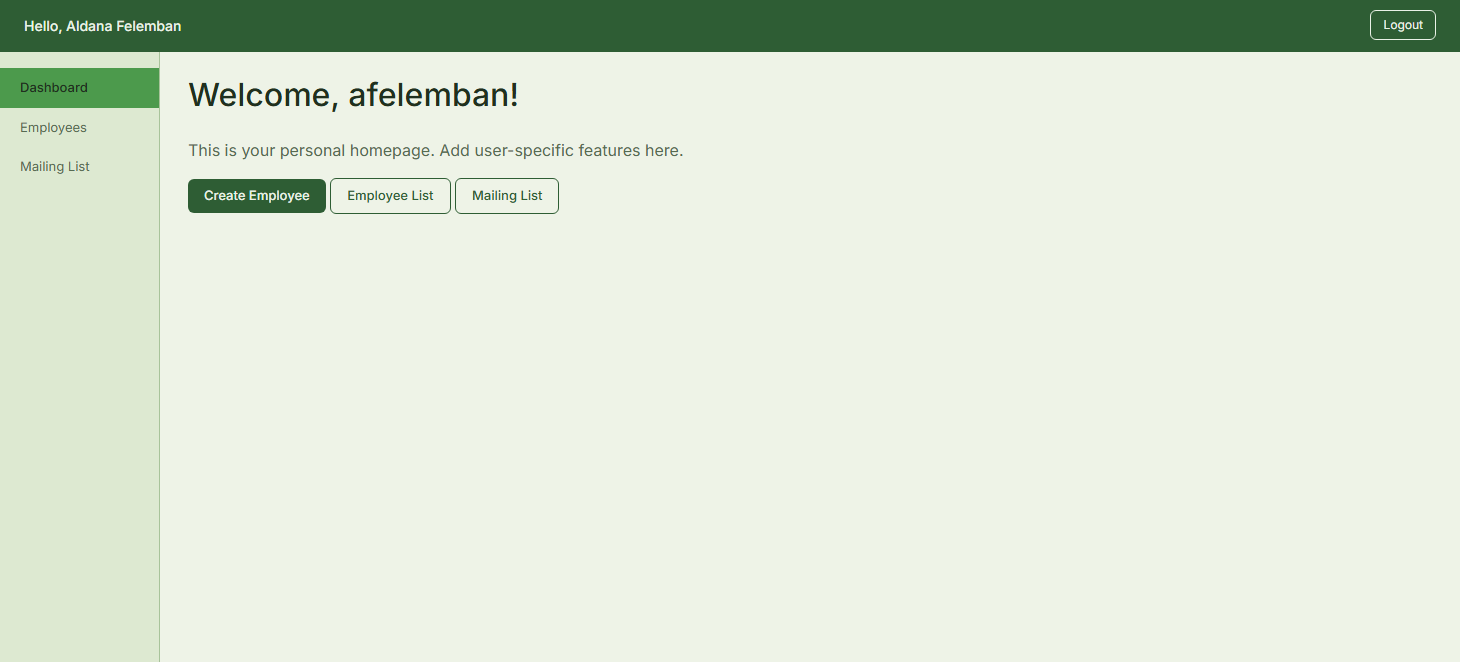 Hello, Aldana Felemban
Logout
Dashboard
Employees
Mailing List
Welcome, afelemban!
This is your personal homepage. Add user-specific features here.
Create Employee
Employee List
Mailing List